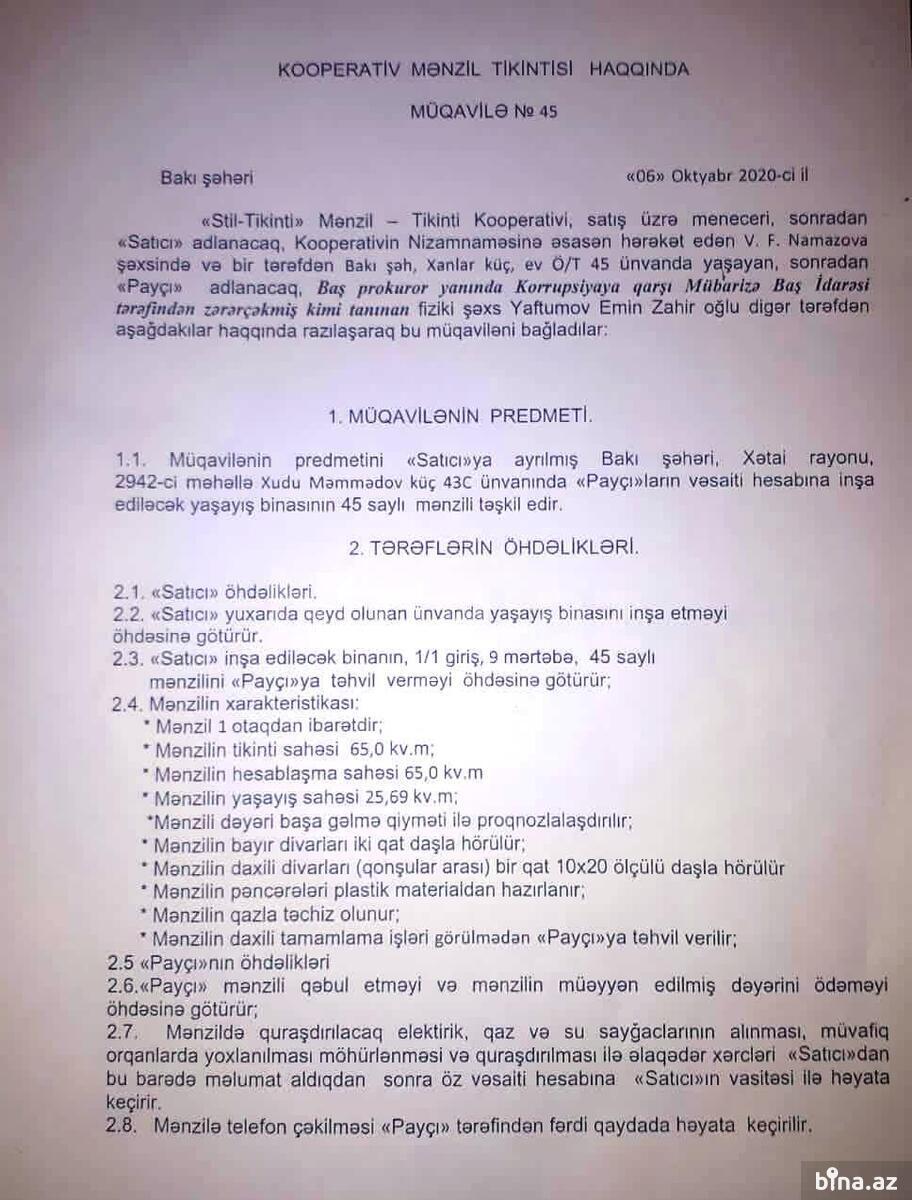 KOOPERATİV MƏNZİL TİKİNTİSİ HAQQINDA
MÜQAVİLƏ № 45
Bakı şəhəri «06» Oktyabr 2020-ci il
«Stil-Tikinti» Mənzil – Tikinti Kooperativi, satış üzrə meneceri, sonradan
«Satıcı» adlanacaq, Kooperativin Nizamnaməsinə əsasən hərəkət edən V. F. Namazova
şəxsində və bir tərəfdən Bakı şəh, Xanlar küç, ev Ö/T 45 ünvanda yaşayan, sonradan
«Payçı» adlanacaq, Baş prokuror yanında Korrupsiyaya qarşı Mübarizə Baş İdarəsi
tərəfindən zərərçəkmiş kimi tanınan fiziki şəxs Yaftumov Emin Zahir oğlu digər tərəfdən
aşağdakılar haqqında razılaşaraq bu müqaviləni bağladılar:
1. MÜQAVİLƏNİN PREDMETİ.
1.1. Müqavilənin predmetini «Satıcı»ya ayrılmış Bakı şəhəri, Xətai rayonu,
2942-ci məhəllə Xudu Məmmədov küç 43C ünvanında «Payçı»ların vəsaiti hesabına inşa
ediləcək yaşayış binasının 45 saylı mənzili təşkil edir.
2. TƏRƏFLƏRİN ÖHDƏLİKLƏRİ.
2.1. «Satıcı» öhdəlikləri.
2.2. «Satıcı» yuxarıda qeyd olunan ünvanda yaşayış binasını inşa etməyi
öhdəsinə götürür.
2.3. «Satıcı» inşa ediləcək binanın, 1/1 giriş, 9 mərtəbə, 45 saylı
mənzilini «Payçı»ya təhvil verməyi öhdəsinə götürür;
2.4. Mənzilin xarakteristikası:
* Mənzil 1 otaqdan ibarətdir;
* Mənzilin tikinti sahəsi 65,0 kv.m;
* Mənzilin hesablaşma sahəsi 65,0 kv.m
* Mənzilin yaşayış sahəsi 25,69 kv.m;
*Mənzili dəyəri başa gəlmə qiyməti ilə proqnozlalaşdırılır;
* Mənzilin bayır divarları iki qat daşla hörülür;
* Mənzilin daxili divarları (qonşular arası) bir qat 10x20 ölçülü daşla hörülür
* Mənzilin pəncərələri plastik materialdan hazırlanır;
* Mənzilin qazla təchiz olunur;
* Mənzilin daxili tamamlama işləri görülmədən «Payçı»ya təhvil verilir;
2.5 «Payçı»nın öhdəlikləri
2.6.«Payçı» mənzili qəbul etməyi və mənzilin müəyyən edilmiş dəyərini ödəməyi
öhdəsinə götürür;
2.7. Mənzildə quraşdırılacaq elektirik, qaz və su sayğaclarının alınması, müvafiq
orqanlarda yoxlanılması möhürlənməsi və quraşdırılması ilə əlaqədər xərcləri «Satıcı»dan
bu barədə məlumat aldıqdan sonra öz vəsaiti hesabına «Satıcı»ın vasitəsi ilə həyata
keçirir.
2.8. Mənzilə telefon çəkilməsi «Payçı» tərəfindən fərdi qaydada həyata keçirilir.
bina.az